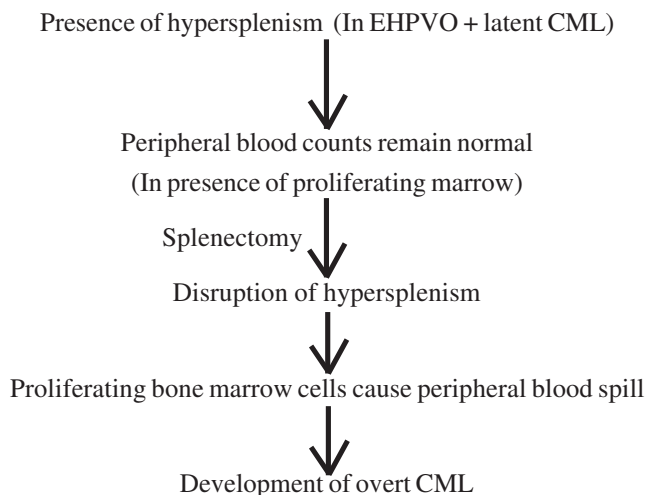 Presence of hypersplenism (In EHPVO + latent CML)
Peripheral blood counts remain normal
(In presence of proliferating marrow)
Splenectomy
Disruption of hypersplenism
Proliferating bone marrow cells cause peripheral blood spill
Development of overt CML